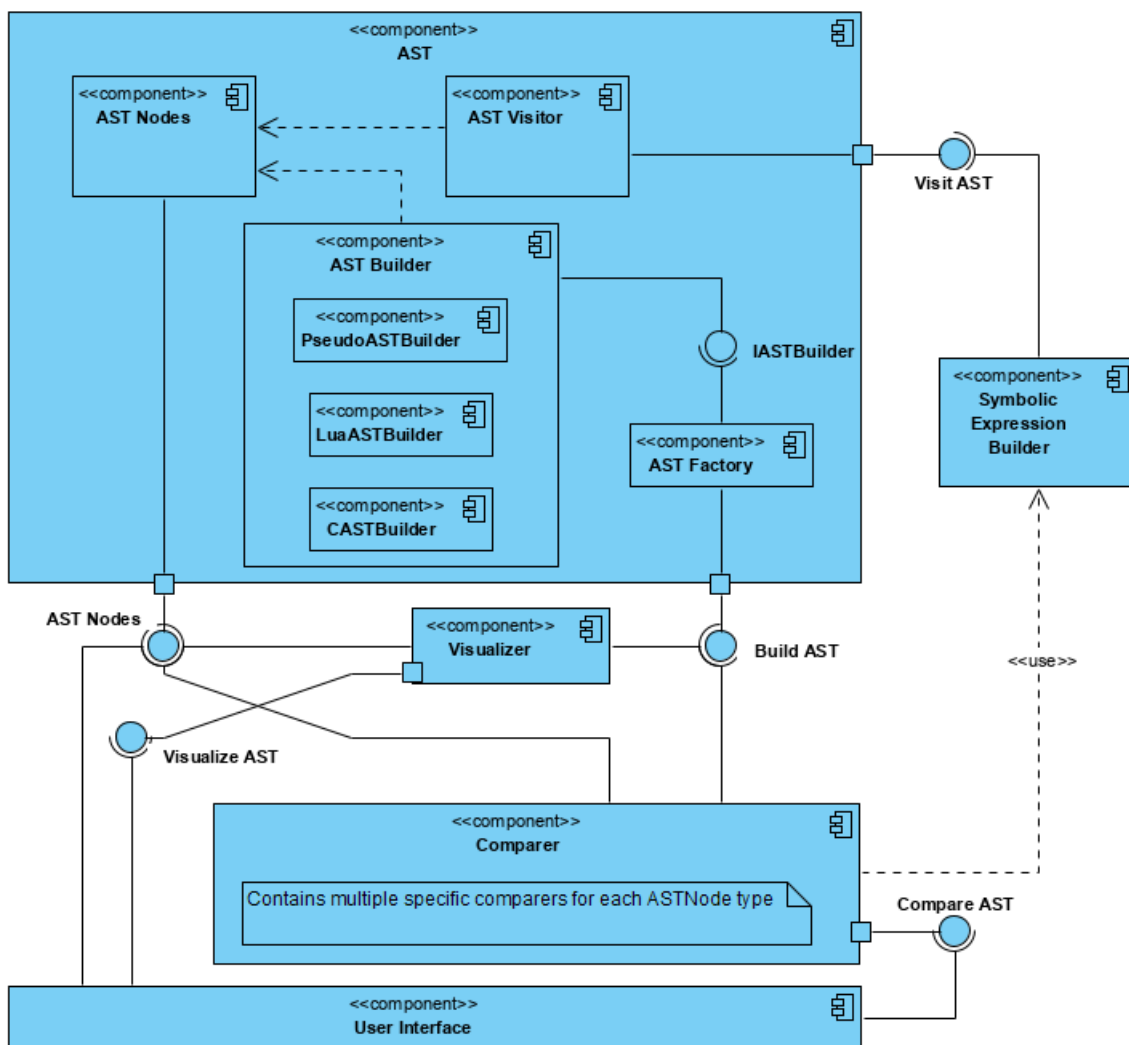 <<component>>
AST
<<component>>
AST Nodes
<<component>>
AST Visitor
Visit AST
<<component>>
AST Builder
<<component>>
PseudoASTBuilder
IASTBuilder
<<component>>
LuaASTBuilder
<<component>>
AST Factory
<<component>>
CASTBuilder
<<component>>
Symbolic
Expression
Builder
AST Nodes
<<component>>
Visualizer
Build AST
<<use>>
Visualize AST
<<component>>
Comparer
Contains multiple specific comparers for each ASTNode type
Compare AST
<<component>>
User Interface